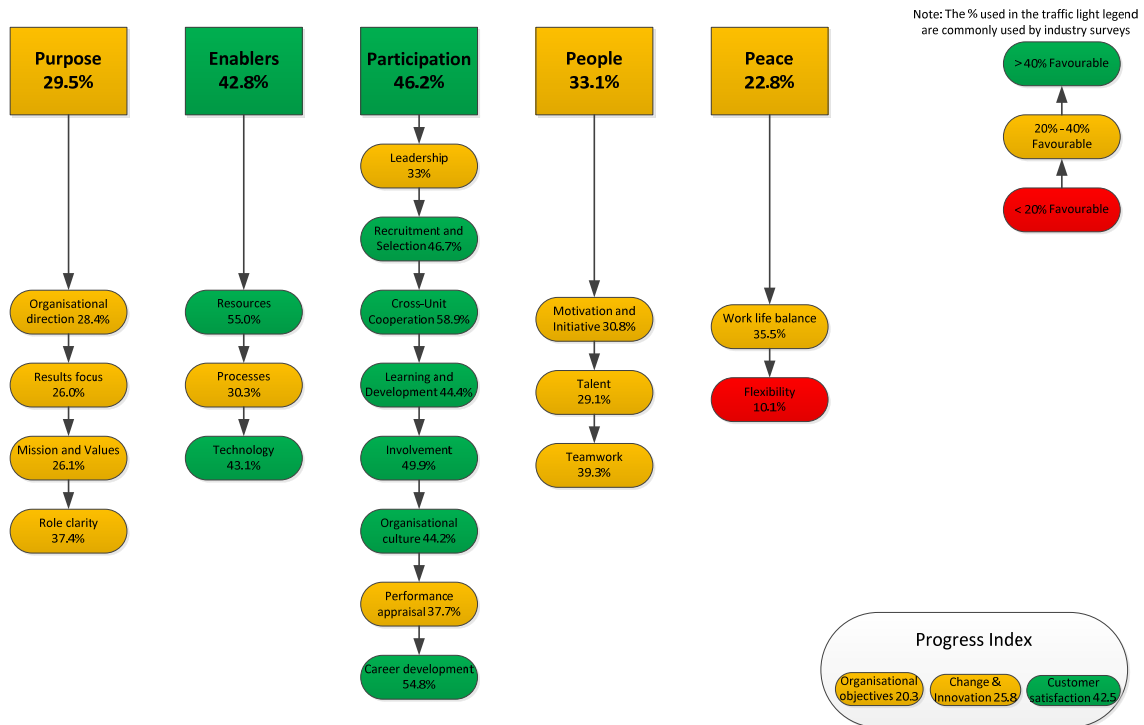 Note: The % used in the traffic light legend
are commonly used by industry surveys
Purpose
29.5%
Enablers
42.8%
Participation
46.2%
People
33.1%
Peace
22.8%
>40% Favourable
20% - 40%
Favourable
< 20% Favourable
Organisational
direction 28.4%
Results focus
26.0%
Mission and Values
26.1%
Role clarity
37.4%
Resources
55.0%
Processes
30.3%
Technology
43.1%
Leadership
33%
Recruitment and
Selection 46.7%
Cross-Unit
Cooperation 58.9%
Learning and
Development 44.4%
Involvement
49.9%
Organisational
culture 44.2%
Performance
appraisal 37.7%
Career development
54.8%
Motivation and
Initiative 30.8%
Talent
29.1%
Teamwork
39.3%
Work life balance
35.5%
Flexibility
10.1%
Progress Index
Organisational
objectives 20.3
Change &
Innovation 25.8
Customer
satisfaction 42.5